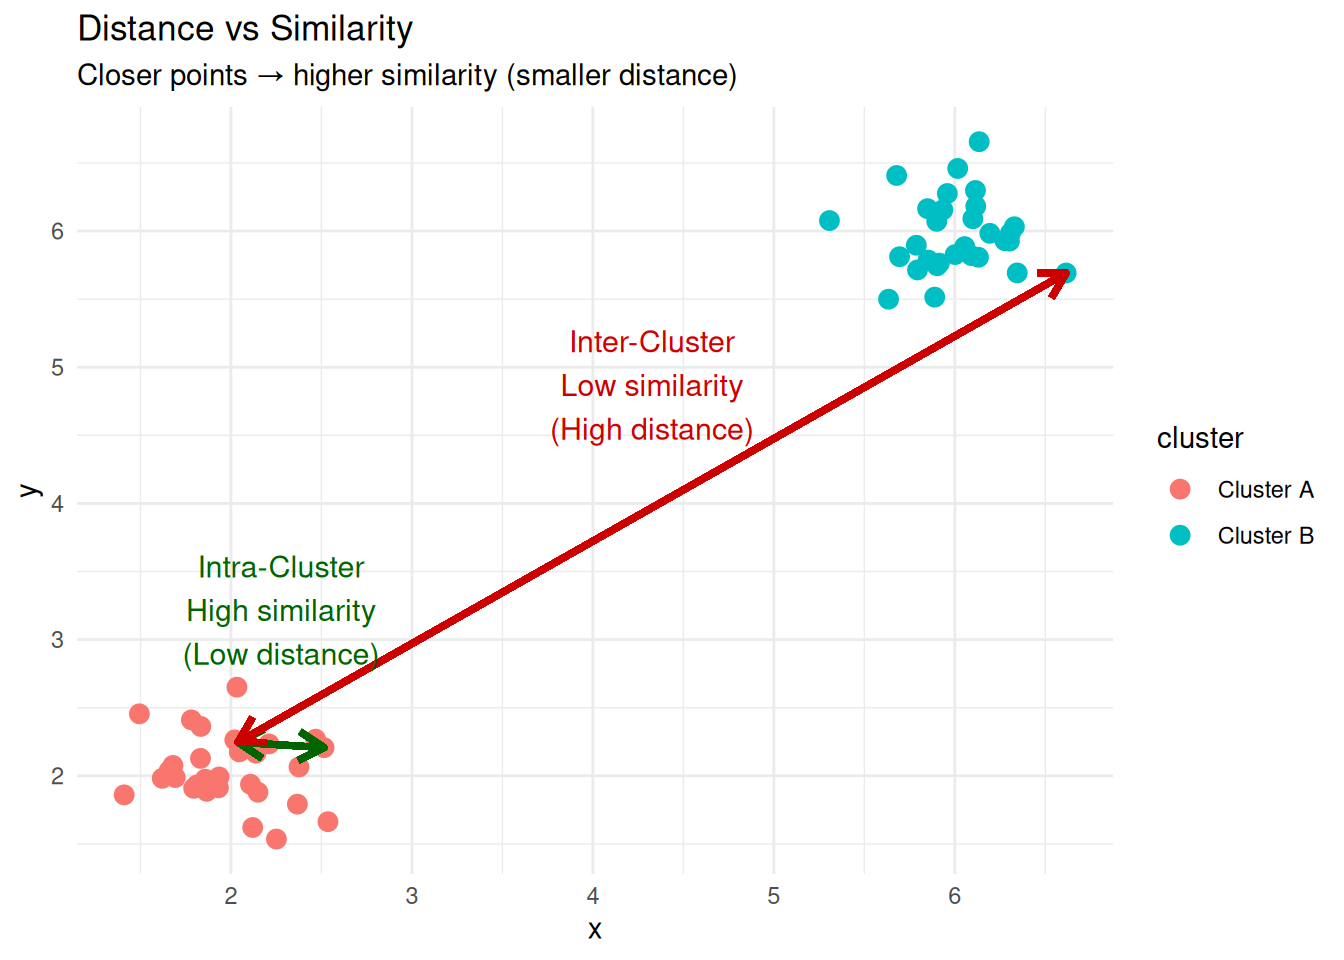 Distance vs Similarity
Closer points → higher similarity (smaller distance)
6
5
4
3
2
y
Inter-Cluster
Low similarity
(High distance)
Intra-Cluster
High similarity
(Low distance)
2
3
4
5
6
x
cluster
Cluster A
Cluster B